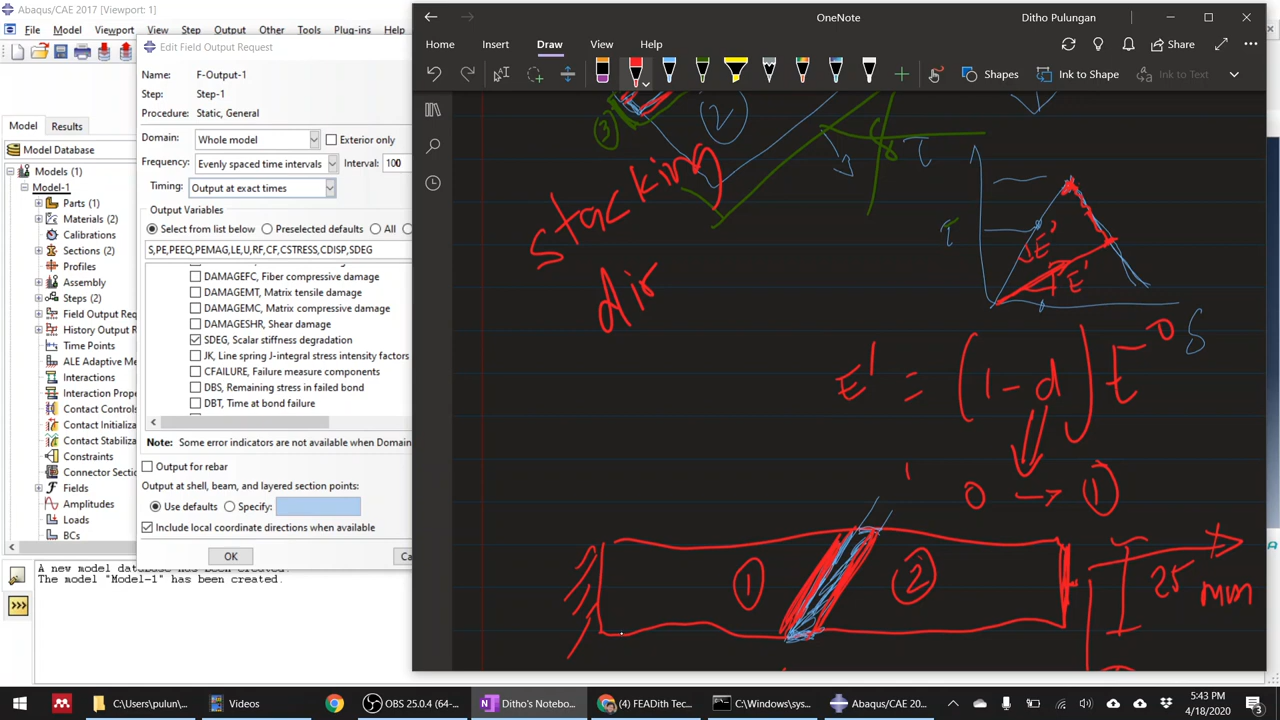 Abaqus/CAE 2017 [Viewport: 1]
File Model Viewport View Step Output Other Tools Plug-ins Help
Model Results
Model Database
Models (1)
Model-1
Parts (1)
Materials (2)
Calibrations
Sections (2)
Profiles
Assembly
Steps (2)
Field Output Req
History Output R
Time Points
ALE Adaptive Me
Interactions
Interaction Prope
Contact Controls
Contact Initializa
Contact Stabiliza
Constraints
Connector Section
Fields
Amplitudes
Loads
BCs
A new model database has been created.
The model "Model-1" has been created.
Edit Field Output Request
Name: F-Output-1
Step: Step-1
Procedure: Static, General
Domain: Whole model Exterior only
Frequency: Evenly spaced time intervals Interval: 100
Timing: Output at exact times
Output Variables
Select from list below Preselected defaults All
S,PE,PEEQ,PEMAG,LE,U,RF,CF,CSTRESS,CDISP,SDEG
DAMAGEFC, Fiber compressive damage
DAMAGEMT, Matrix tensile damage
DAMAGEMC, Matrix compressive damage
DAMAGESHR, Shear damage
SDEG, Scalar stiffness degradation
JK, Line spring J-integral stress intensity factors
CFAILURE, Failure measure components
DBS, Remaining stress in failed bond
DBT, Time at bond failure
Note: Some error indicators are not available when Domain
Output for rebar
Output at shell, beam, and layered section points:
Use defaults Specify:
Include local coordinate directions when available
OK Ca
OneNote
Ditho Pulungan
Home Insert Draw View Help
Share
Shapes Ink to Shape Ink to Text
3 2
stacking
dir
τ
E'
E'
δ
E' = (1 - d) E⁰
0 → 1
1 2
25 mm
C:\Users\pulun\... Videos OBS 25.0.4 (64-... Ditho's Notebo... (4) FEADith Tec... C:\Windows\sys... Abaqus/CAE 20...
5:43 PM
4/18/2020